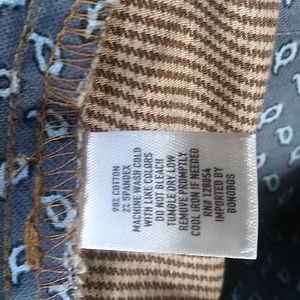 98% COTTON
2% SPANDEX
MACHINE WASH COLD
WITH LIKE COLORS
DO NOT BLEACH
TUMBLE DRY LOW
REMOVE PROMPTLY
COOL IRON IF NEEDED
RN# 128054
IMPORTED BY
BONOBOS